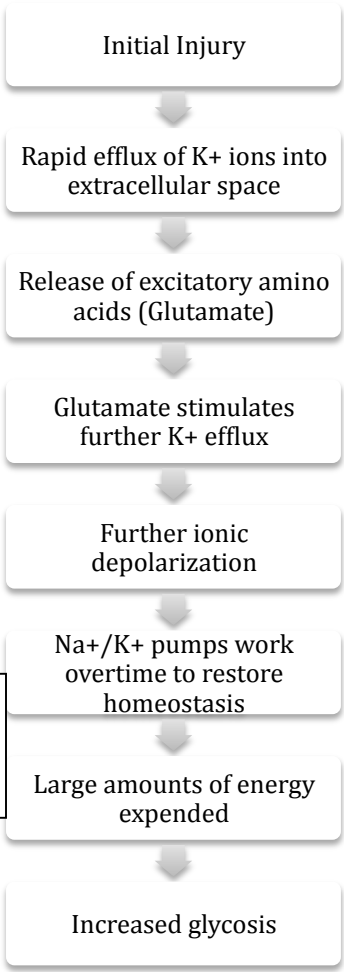 Initial Injury
Rapid efflux of K+ ions into
extracellular space
Release of excitatory amino
acids (Glutamate)
Glutamate stimulates
further K+ efflux
Further ionic
depolarization
Na+/K+ pumps work
overtime to restore
homeostasis
Large amounts of energy
expended
Increased glycosis